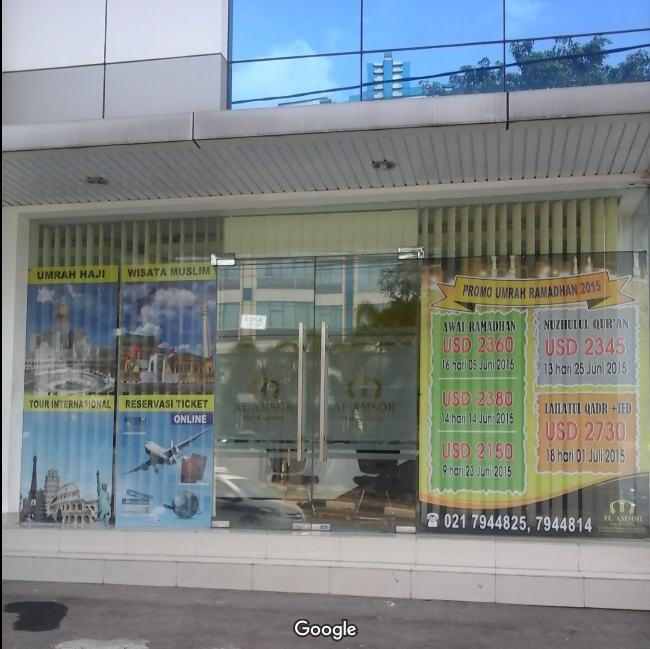 UMRAH HAJI
WISATA MUSLIM
TOUR INTERNASIONAL
RESERVASI TICKET
ONLINE
BUKA
AL AMSOR
AL AMSOR
PROMO UMRAH RAMADHAN 2015
AWAL RAMADHAN
USD 2360
16 hari 05 Juni 2015
USD 2380
14 hari 14 Juni 2015
USD 2150
9 hari 23 Juni 2015
NUZHULUL QUR'AN
USD 2345
13 hari 25 Juni 2015
LAILATUL QADR +IED
USD 2730
18 hari 01 Juli 2015
021 7944825, 7944814
AL AMSOR
Google